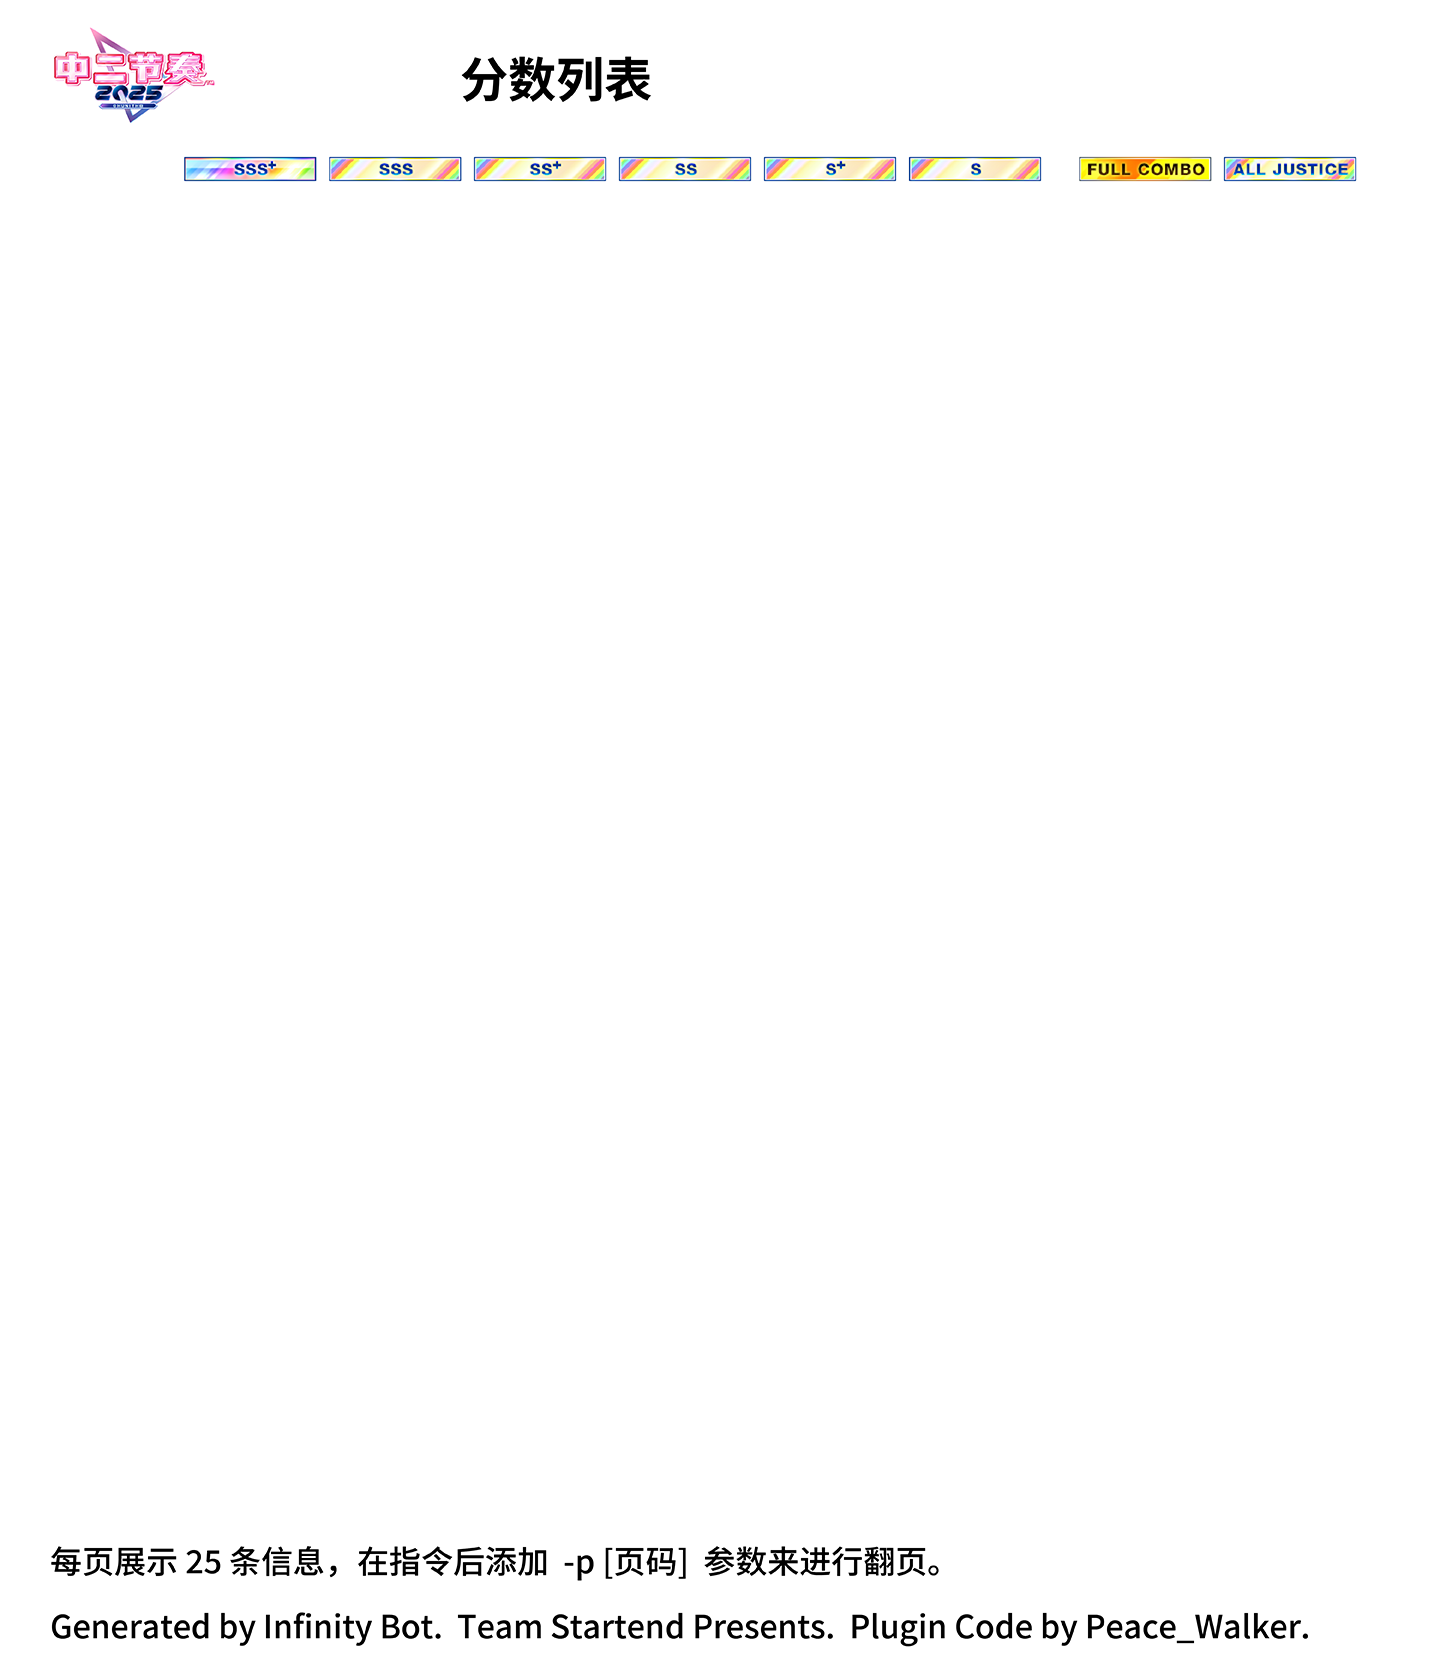 中二节奏
2025
CHUNITHM
分数列表
SSS+ SSS SS+ SS S+ S FULL COMBO ALL JUSTICE
每页展示 25 条信息，在指令后添加 -p [页码] 参数来进行翻页。
Generated by Infinity Bot. Team Startend Presents. Plugin Code by Peace_Walker.